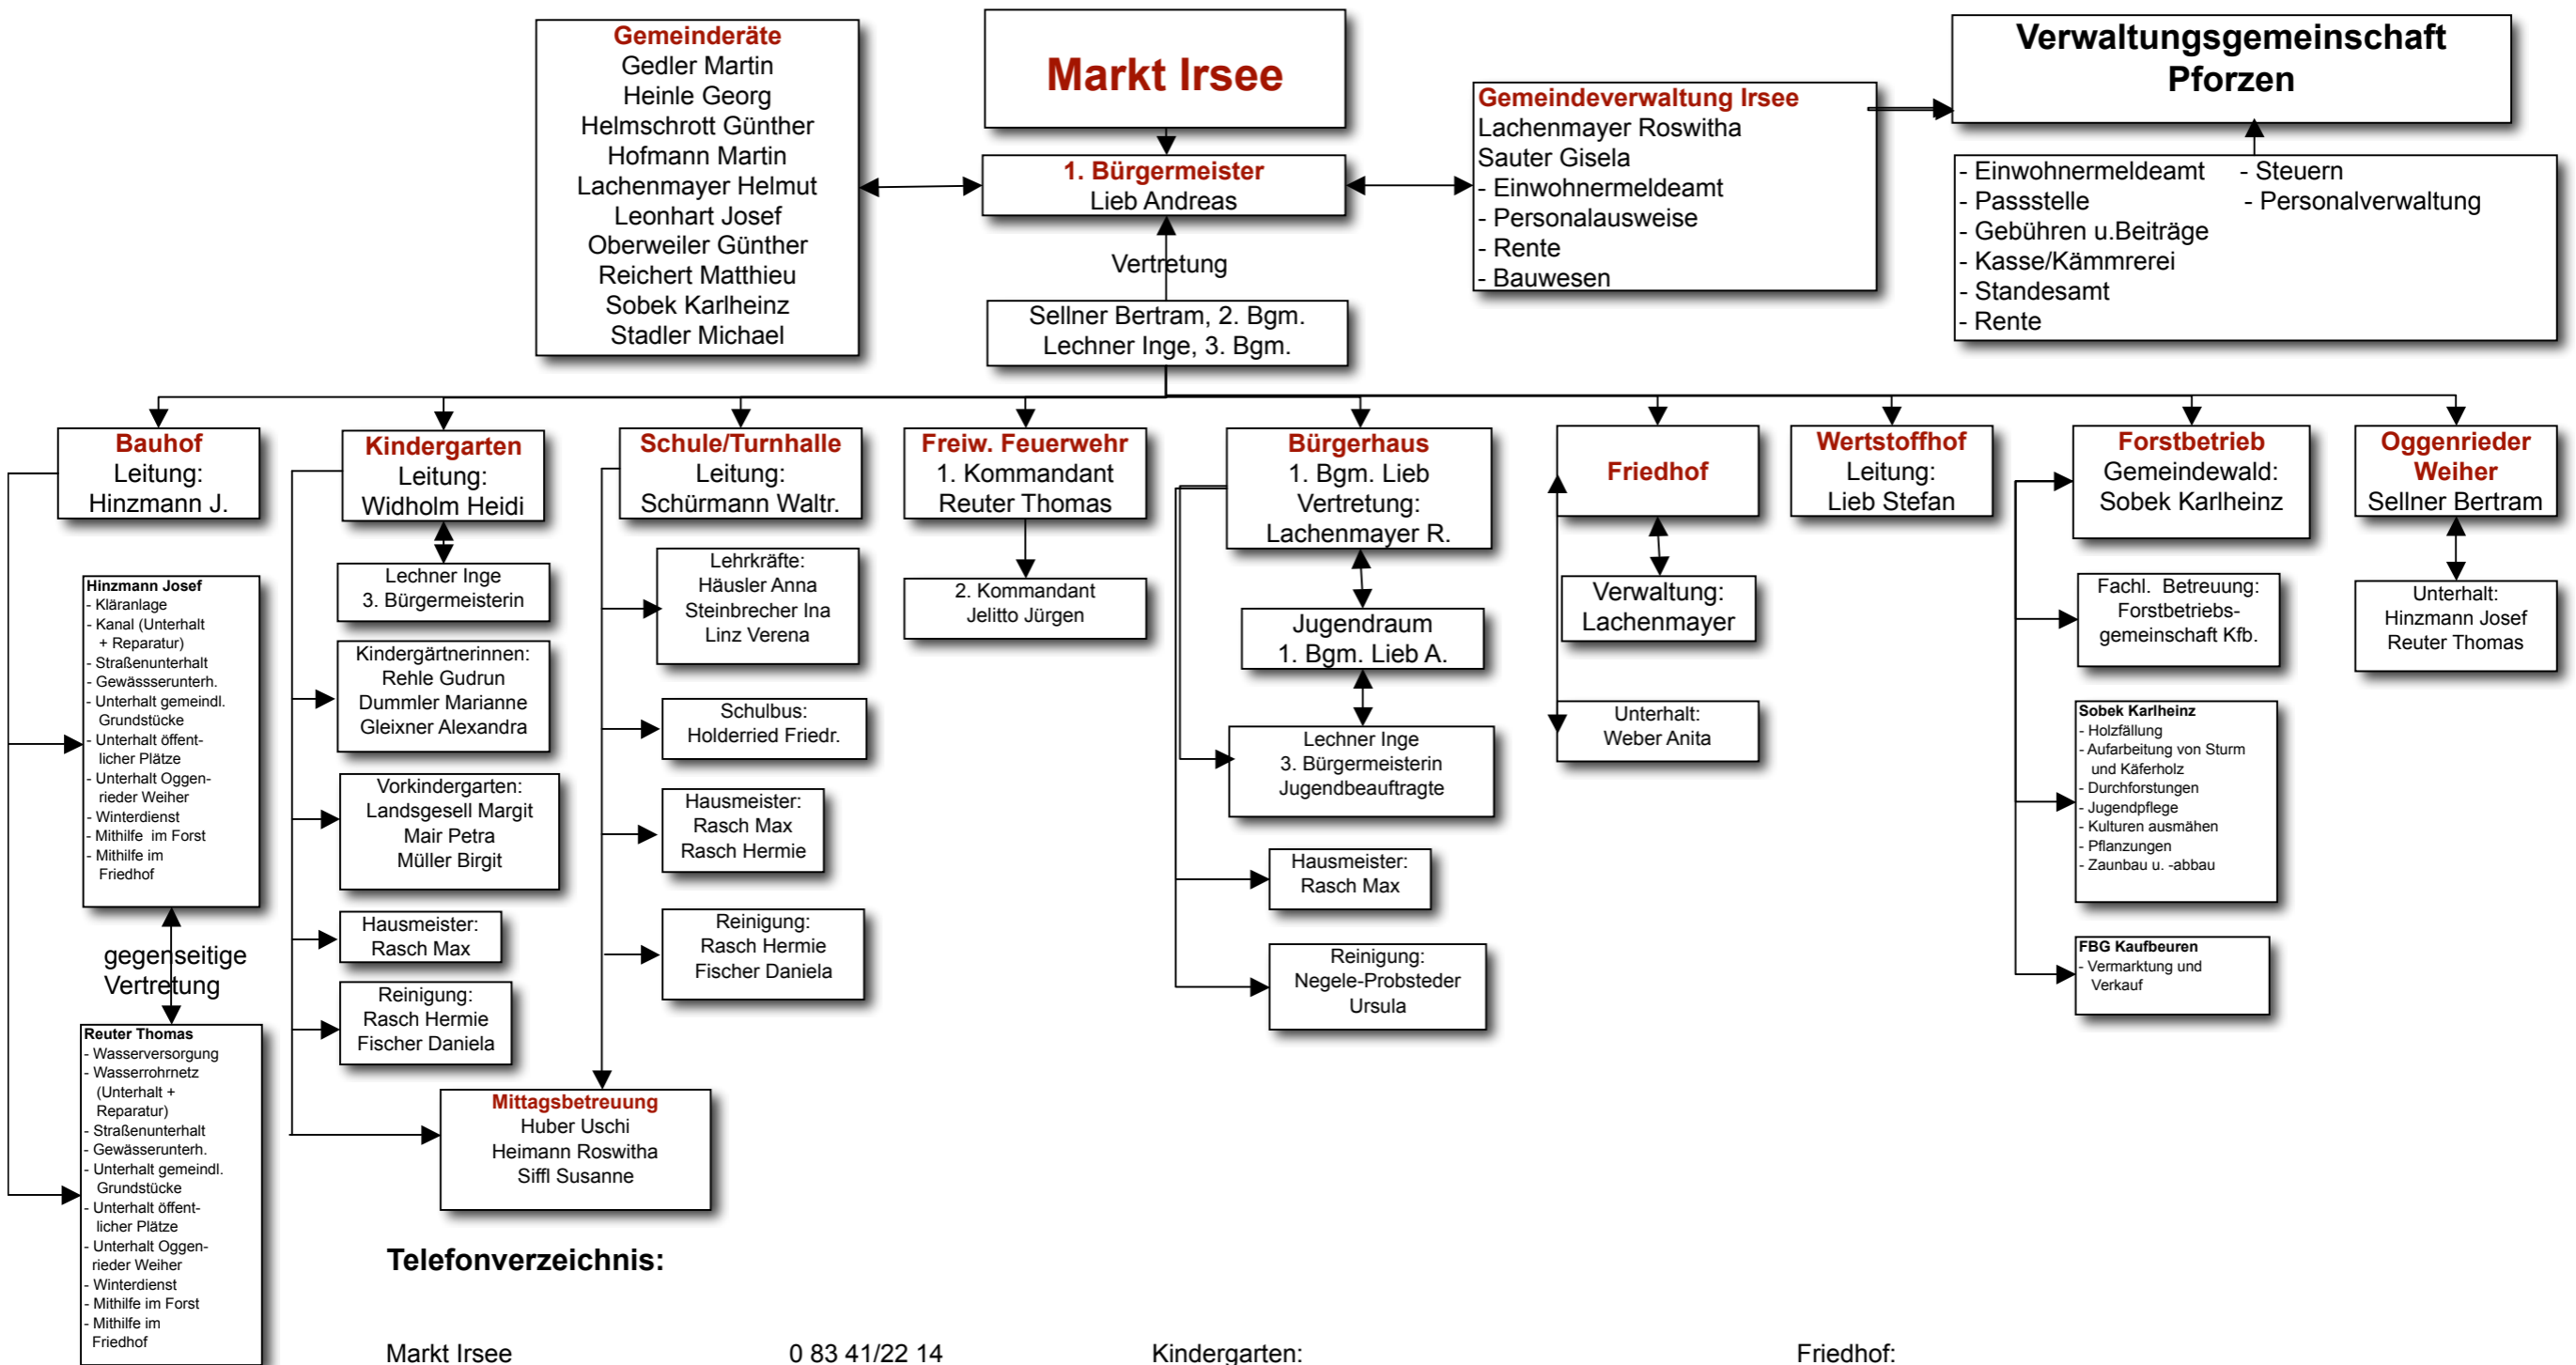 Gemeinderäte
Gedler Martin
Heinle Georg
Helmschrott Günther
Hofmann Martin
Lachenmayer Helmut
Leonhart Josef
Oberweiler Günther
Reichert Matthieu
Sobek Karlheinz
Stadler Michael
Markt Irsee
1. Bürgermeister
Lieb Andreas
Vertretung
Sellner Bertram, 2. Bgm.
Lechner Inge, 3. Bgm.
Gemeindeverwaltung Irsee
Lachenmayer Roswitha
Sauter Gisela
- Einwohnermeldeamt
- Personalausweise
- Rente
- Bauwesen
Verwaltungsgemeinschaft
Pforzen
- Einwohnermeldeamt - Steuern
- Passstelle - Personalverwaltung
- Gebühren u.Beiträge
- Kasse/Kämmrerei
- Standesamt
- Rente
Bauhof
Leitung:
Hinzmann J.
Hinzmann Josef
- Kläranlage
- Kanal (Unterhalt
+ Reparatur)
- Straßenunterhalt
- Gewässserunterh.
- Unterhalt gemeindl.
Grundstücke
- Unterhalt öffent-
licher Plätze
- Unterhalt Oggen-
rieder Weiher
- Winterdienst
- Mithilfe im Forst
- Mithilfe im
Friedhof
gegenseitige
Vertretung
Reuter Thomas
- Wasserversorgung
- Wasserrohrnetz
(Unterhalt +
Reparatur)
- Straßenunterhalt
- Gewässerunterh.
- Unterhalt gemeindl.
Grundstücke
- Unterhalt öffent-
licher Plätze
- Unterhalt Oggen-
rieder Weiher
- Winterdienst
- Mithilfe im Forst
- Mithilfe im
Friedhof
Kindergarten
Leitung:
Widholm Heidi
Lechner Inge
3. Bürgermeisterin
Kindergärtnerinnen:
Rehle Gudrun
Dummler Marianne
Gleixner Alexandra
Vorkindergarten:
Landsgesell Margit
Mair Petra
Müller Birgit
Hausmeister:
Rasch Max
Reinigung:
Rasch Hermie
Fischer Daniela
Schule/Turnhalle
Leitung:
Schürmann Waltr.
Lehrkräfte:
Häusler Anna
Steinbrecher Ina
Linz Verena
Schulbus:
Holderried Friedr.
Hausmeister:
Rasch Max
Rasch Hermie
Reinigung:
Rasch Hermie
Fischer Daniela
Mittagsbetreuung
Huber Uschi
Heimann Roswitha
Siffl Susanne
Freiw. Feuerwehr
1. Kommandant
Reuter Thomas
2. Kommandant
Jelitto Jürgen
Bürgerhaus
1. Bgm. Lieb
Vertretung:
Lachenmayer R.
Jugendraum
1. Bgm. Lieb A.
Lechner Inge
3. Bürgermeisterin
Jugendbeauftragte
Hausmeister:
Rasch Max
Reinigung:
Negele-Probsteder
Ursula
Friedhof
Verwaltung:
Lachenmayer
Unterhalt:
Weber Anita
Wertstoffhof
Leitung:
Lieb Stefan
Forstbetrieb
Gemeindewald:
Sobek Karlheinz
Fachl. Betreuung:
Forstbetriebs-
gemeinschaft Kfb.
Sobek Karlheinz
- Holzfällung
- Aufarbeitung von Sturm
und Käferholz
- Durchforstungen
- Jugendpflege
- Kulturen ausmähen
- Pflanzungen
- Zaunbau u. -abbau
FBG Kaufbeuren
- Vermarktung und
Verkauf
Oggenrieder
Weiher
Sellner Bertram
Unterhalt:
Hinzmann Josef
Reuter Thomas
Telefonverzeichnis:
Markt Irsee 0 83 41/22 14 Kindergarten: Friedhof: